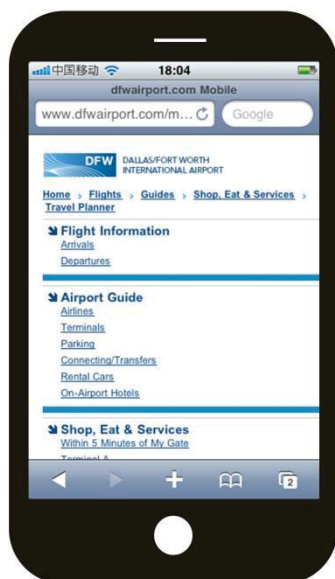 中国移动 18:04
dfwairport.com Mobile
www.dfwairport.com/m... Google
DFW DALLAS/FORT WORTH
INTERNATIONAL AIRPORT
Home > Flights > Guides > Shop, Eat & Services >
Travel Planner
Flight Information
Arrivals
Departures
Airport Guide
Airlines
Terminals
Parking
Connecting/Transfers
Rental Cars
On-Airport Hotels
Shop, Eat & Services
Within 5 Minutes of My Gate
Terminal A
2